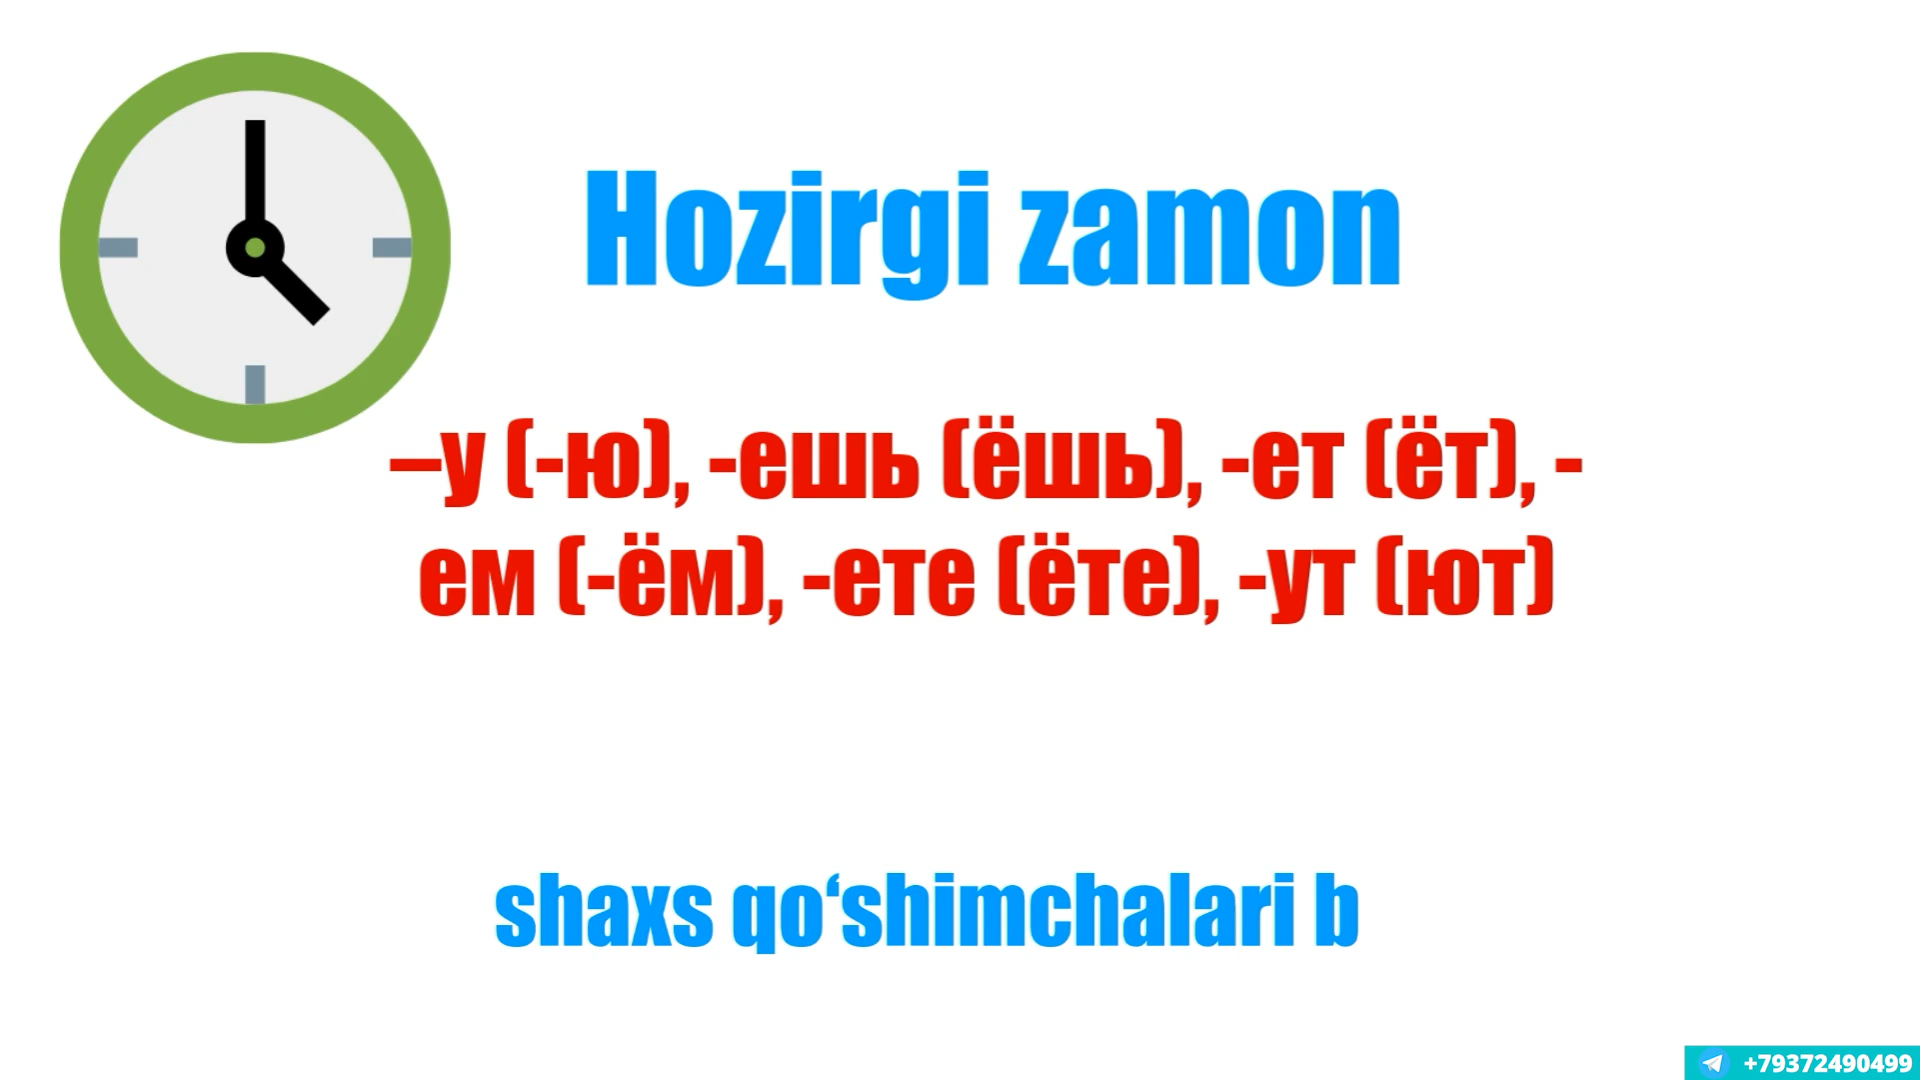 Hozirgi zamon
–у (-ю), -ешь (ёшь), -ет (ёт), -
ем (-ём), -ете (ёте), -ут (ют)
shaxs qo‘shimchalari b
+79372490499